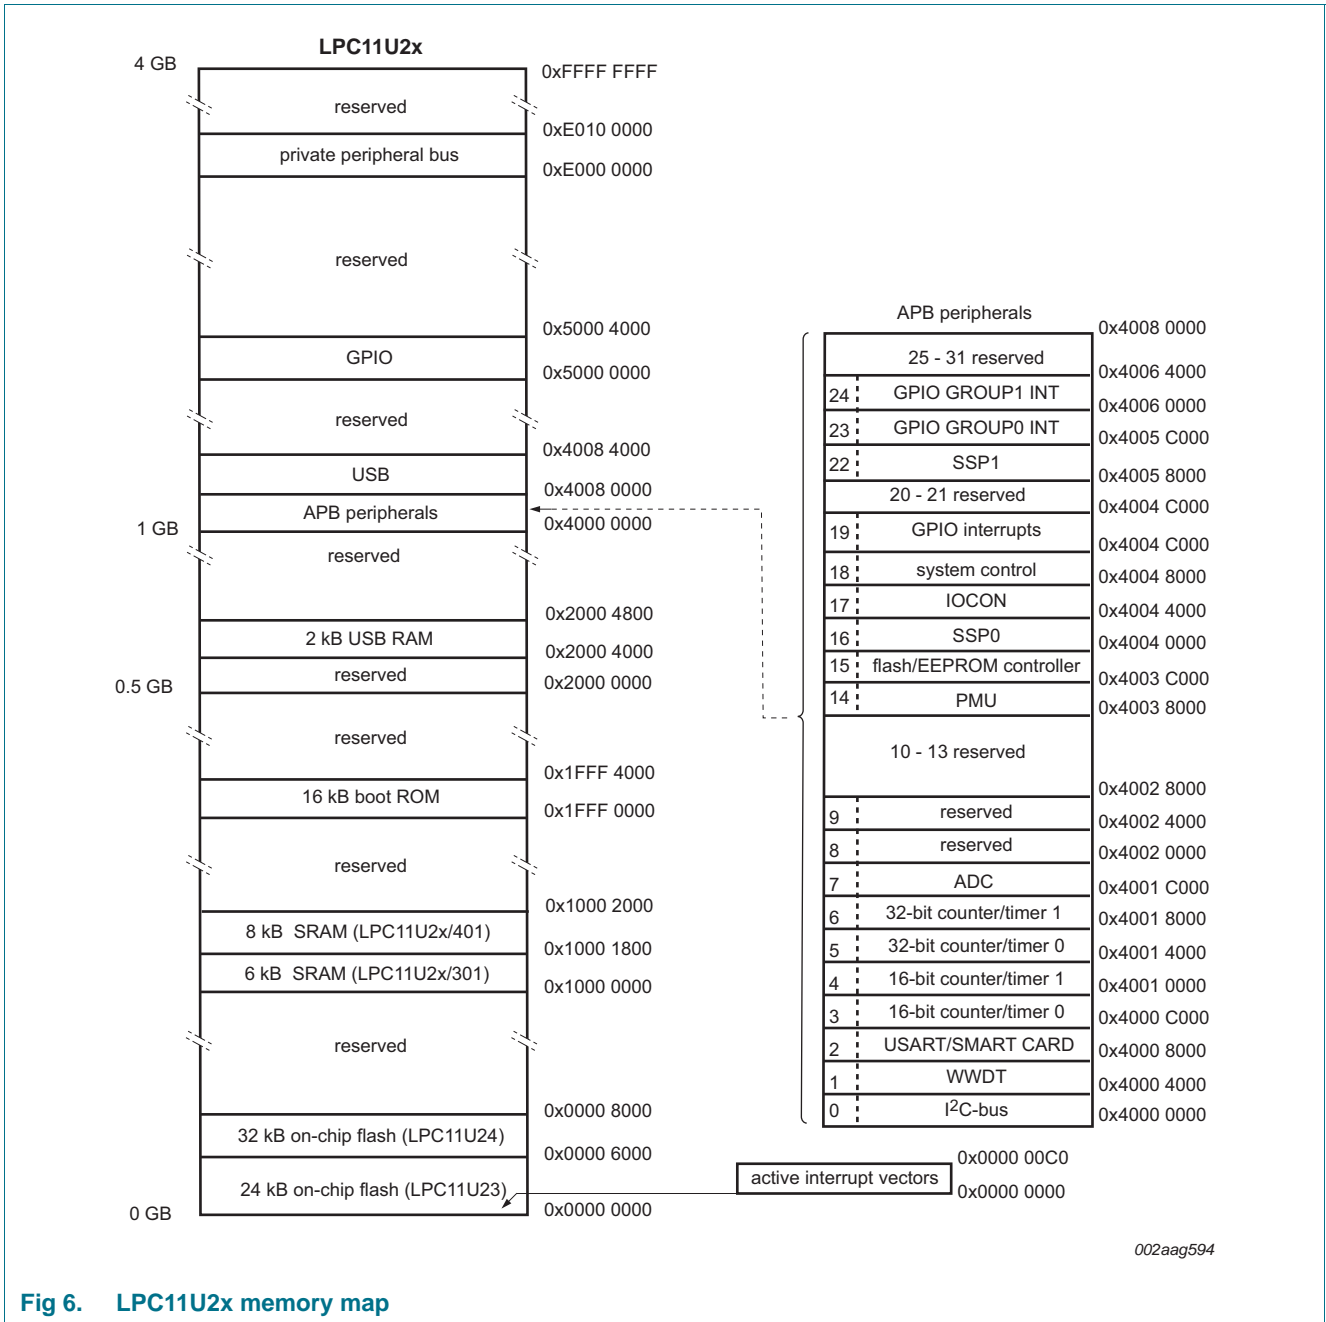 LPC11U2x
4 GB
0xFFFF FFFF
reserved
0xE010 0000
private peripheral bus
0xE000 0000
reserved
0x5000 4000
GPIO
0x5000 0000
reserved
0x4008 4000
USB
0x4008 0000
APB peripherals
0x4000 0000
1 GB
reserved
0x2000 4800
2 kB USB RAM
0x2000 4000
reserved
0x2000 0000
0.5 GB
reserved
0x1FFF 4000
16 kB boot ROM
0x1FFF 0000
reserved
0x1000 2000
8 kB SRAM (LPC11U2x/401)
0x1000 1800
6 kB SRAM (LPC11U2x/301)
0x1000 0000
reserved
0x0000 8000
32 kB on-chip flash (LPC11U24)
0x0000 6000
24 kB on-chip flash (LPC11U23)
0x0000 0000
0 GB
APB peripherals
0x4008 0000
25 - 31 reserved
0x4006 4000
24 GPIO GROUP1 INT
0x4006 0000
23 GPIO GROUP0 INT
0x4005 C000
22 SSP1
0x4005 8000
20 - 21 reserved
0x4004 C000
19 GPIO interrupts
0x4004 C000
18 system control
0x4004 8000
17 IOCON
0x4004 4000
16 SSP0
0x4004 0000
15 flash/EEPROM controller
0x4003 C000
14 PMU
0x4003 8000
10 - 13 reserved
0x4002 8000
9 reserved
0x4002 4000
8 reserved
0x4002 0000
7 ADC
0x4001 C000
6 32-bit counter/timer 1
0x4001 8000
5 32-bit counter/timer 0
0x4001 4000
4 16-bit counter/timer 1
0x4001 0000
3 16-bit counter/timer 0
0x4000 C000
2 USART/SMART CARD
0x4000 8000
1 WWDT
0x4000 4000
0 I2C-bus
0x4000 0000
0x0000 00C0
active interrupt vectors
0x0000 0000
002aag594
Fig 6. LPC11U2x memory map